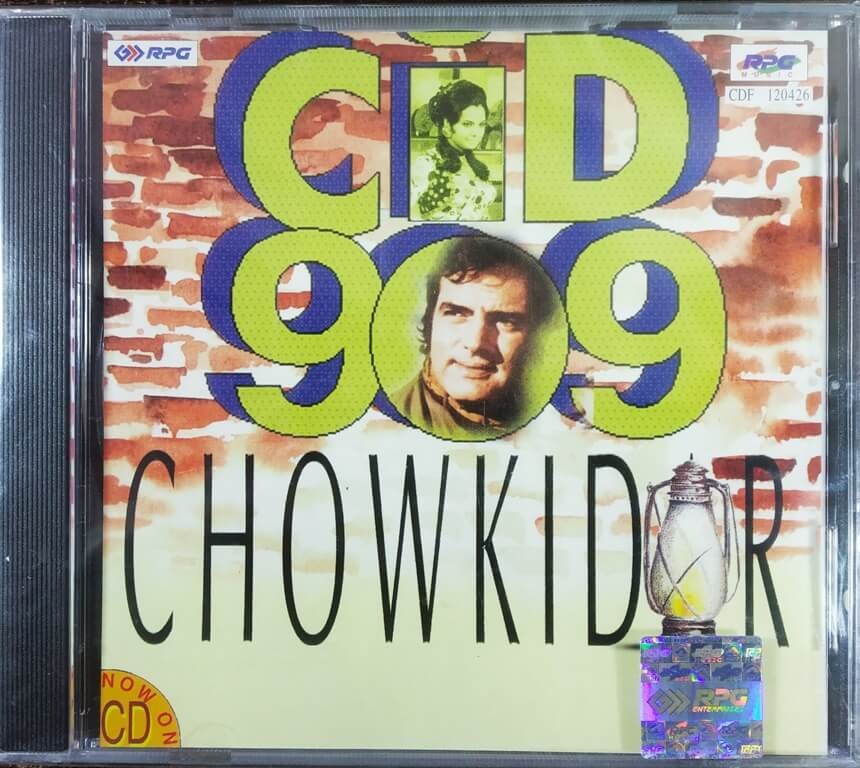 RPG
RPG
MUSIC
CDF 120426
CiD
909
CHOWKIDAR
NOW ON
CD
RPG
ENTERPRISES